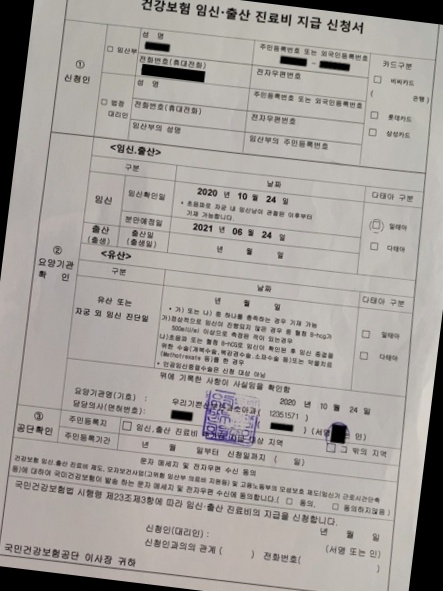 건강보험 임신·출산 진료비 지급 신청서
①
신청인
□ 임산부
성 명
주민등록번호 또는 외국인등록번호
-
전화번호(휴대전화)
전자우편번호
□ 법정
대리인
성 명
주민등록번호 또는 외국인등록번호
전화번호(휴대전화)
전자우편번호
임산부의 성명
임산부의 주민등록번호
카드구분
□ 비씨카드
( 은행)
□ 롯데카드
□ 삼성카드
②
요양기관
확 인
<임신.출산>
구분
날짜
다태아 구분
임신
임신확인일
2020 년 10 월 24 일
• 초음파로 자궁 내 임신낭이 관찰된 이후부터
기재 가능합니다.
분만예정일
2021 년 06 월 24 일
출산
(출생)
출산일
(출생일)
년 월 일
□ 일태아
□ 다태아
<유산>
구분
날짜
다태아 구분
유산 또는
자궁 외 임신 진단일
년 월 일
• 가) 또는 나) 중 하나를 충족하는 경우 기재 가능
가)정상적으로 임신이 진행되지 않은 경우 중 혈청 β-hcg가
500mIU/ml 이상으로 측정된 적이 있는경우
나)초음파 또는 혈청 β-hCG로 임신이 확인된 후 임신 종결을
위한 수술(개복수술,복강경수술,소파수술 등)또는 약물치료
(Methotrexate 등)를 한 경우
• 인공임신중절수술은 신청 대상 아님
□ 일태아
□ 다태아
위에 기록한 사항이 사실임을 확인함
2020 년 10 월 24 일
요양기관명(기호) :
담당의사(면허번호):
(서명 또는 인)
③
공단확인
주민등록지
□ 임신.출산 진료비
지급 대상 지역
□ 그 밖의 지역
주민등록기간
년 월 일부터 신청일까지 ( 일)
문자 메세지 및 전자우편 수신 동의
건강보험 임신.출산 진료비 제도, 모자보건사업(고위험 임산부 의료비 지원등) 및 고용노동부의 모성보호 제도(임신기 근로시간단축
등)에 대하여 국민건강보험이 발송 하는 문자 메세지 및 전자우편 수신에 동의합니다.( □ 동의, □ 동의하지않음 )
국민건강보험법 시행령 제23조제3항에 따라 임신·출산 진료비의 지급을 신청합니다.
년 월 일
신청인(대리인) :
(서명 또는 인)
신청인과의의 관계 ( ) 전화번호( )
국민건강보험공단 이사장 귀하